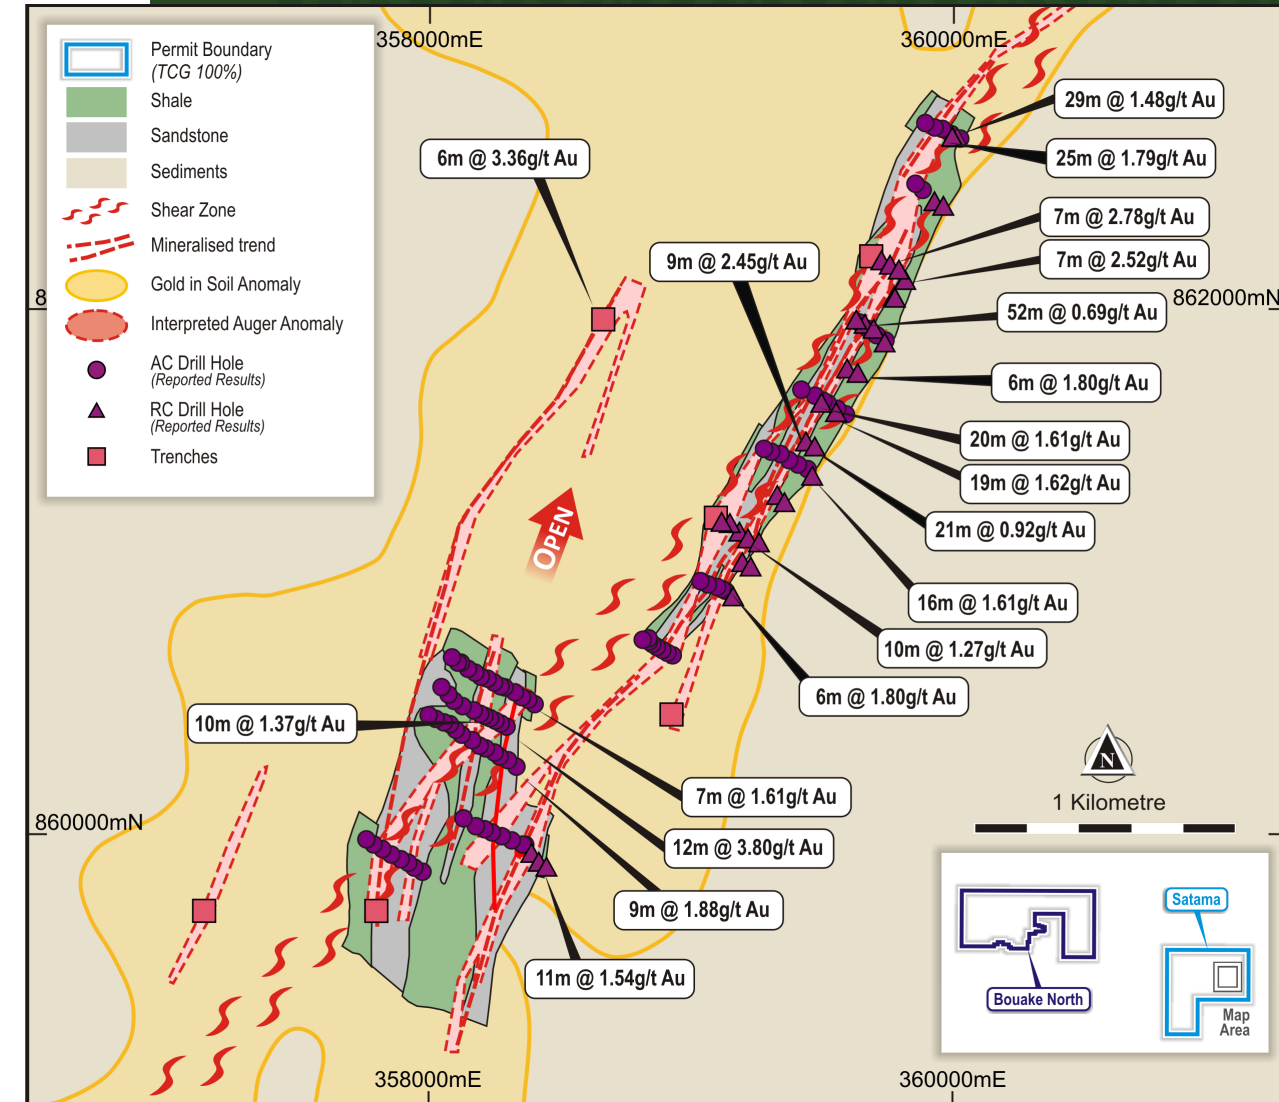 358000mE
360000mE
Permit Boundary
(TCG 100%)
Shale
Sandstone
Sediments
Shear Zone
Mineralised trend
Gold in Soil Anomaly
Interpreted Auger Anomaly
AC Drill Hole
(Reported Results)
RC Drill Hole
(Reported Results)
Trenches
8
862000mN
29m @ 1.48g/t Au
6m @ 3.36g/t Au
25m @ 1.79g/t Au
7m @ 2.78g/t Au
9m @ 2.45g/t Au
7m @ 2.52g/t Au
52m @ 0.69g/t Au
6m @ 1.80g/t Au
20m @ 1.61g/t Au
19m @ 1.62g/t Au
21m @ 0.92g/t Au
OPEN
16m @ 1.61g/t Au
10m @ 1.27g/t Au
6m @ 1.80g/t Au
10m @ 1.37g/t Au
7m @ 1.61g/t Au
12m @ 3.80g/t Au
9m @ 1.88g/t Au
11m @ 1.54g/t Au
N
1 Kilometre
860000mN
Satama
Bouake North
Map
Area
358000mE
360000mE